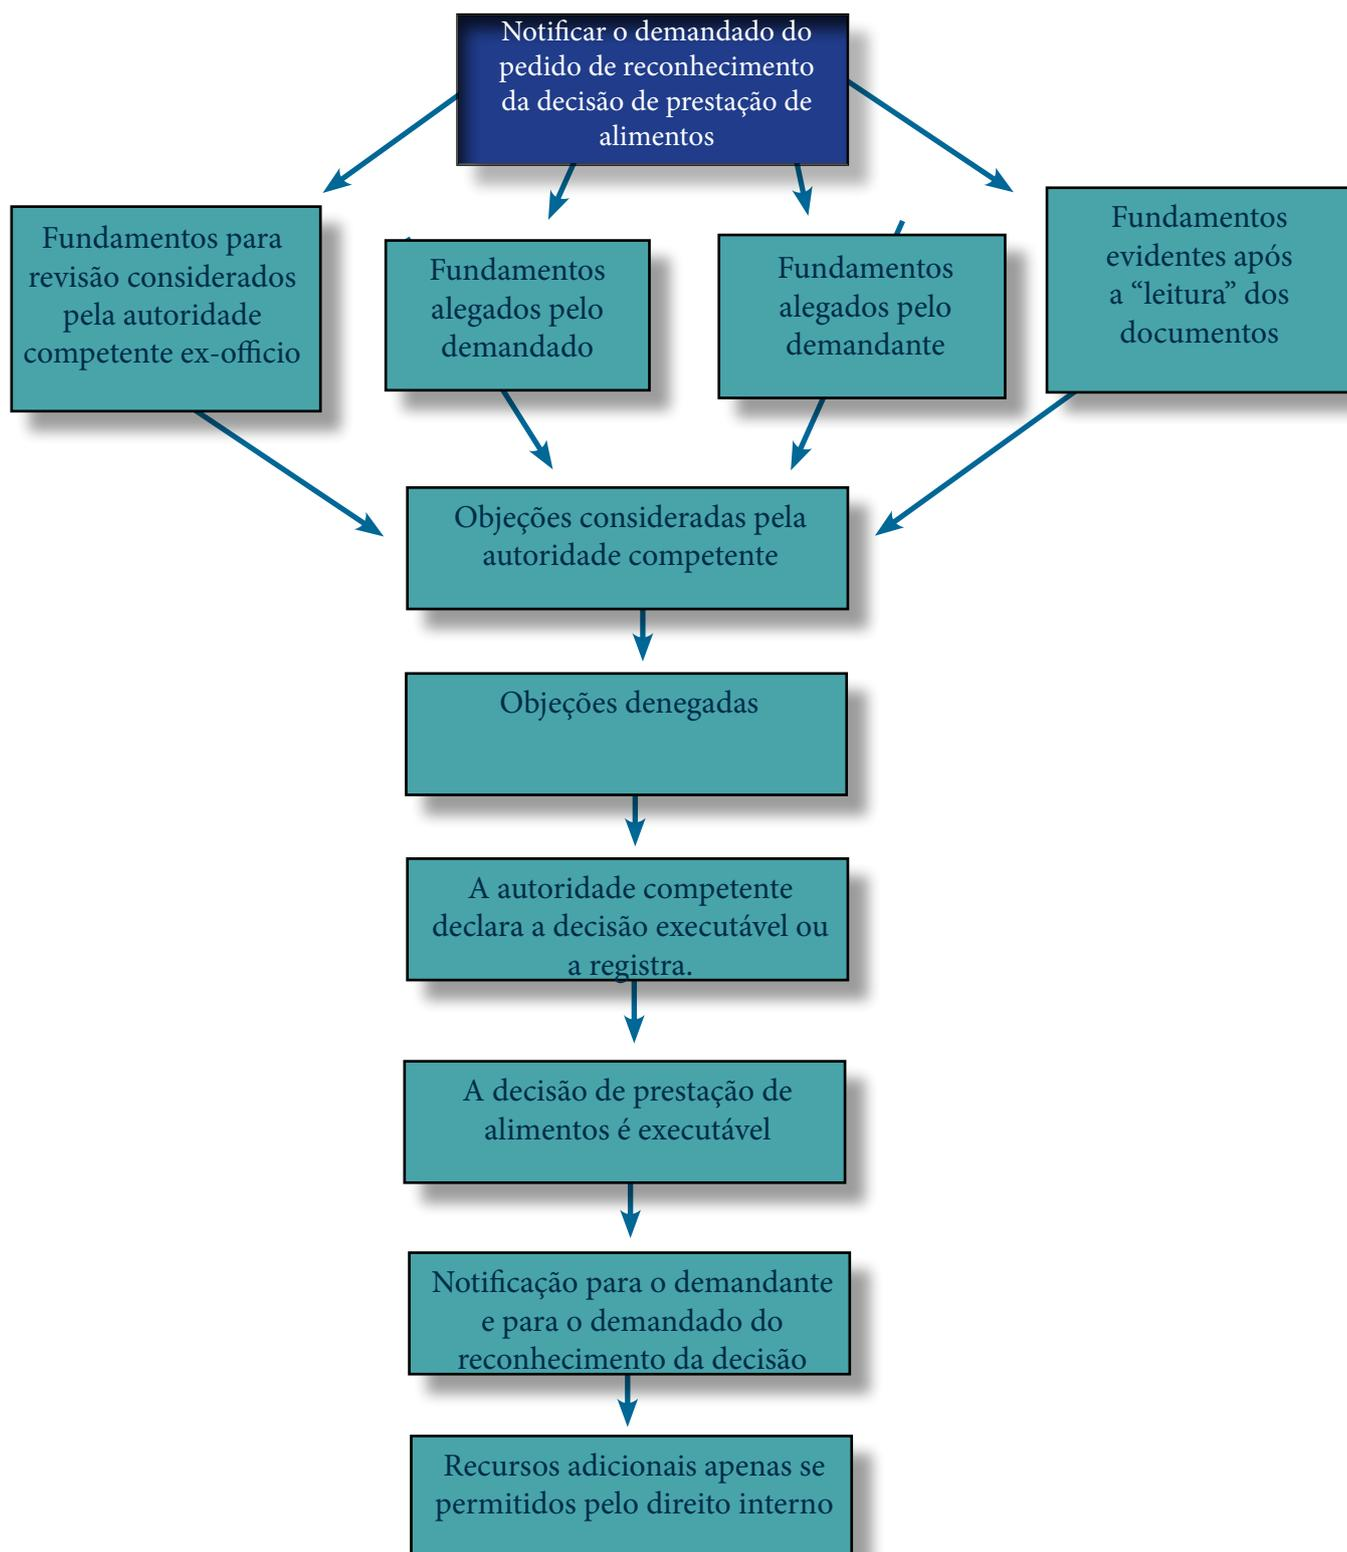 Notificar o demandado do
pedido de reconhecimento
da decisão de prestação de
alimentos
Fundamentos para
revisão considerados
pela autoridade
competente ex-officio
Fundamentos
alegados pelo
demandado
Fundamentos
alegados pelo
demandante
Fundamentos
evidentes após
a “leitura” dos
documentos
Objeções consideradas pela
autoridade competente
Objeções denegadas
A autoridade competente
declara a decisão executável ou
a registra.
A decisão de prestação de
alimentos é executável
Notificação para o demandante
e para o demandado do
reconhecimento da decisão
Recursos adicionais apenas se
permitidos pelo direito interno